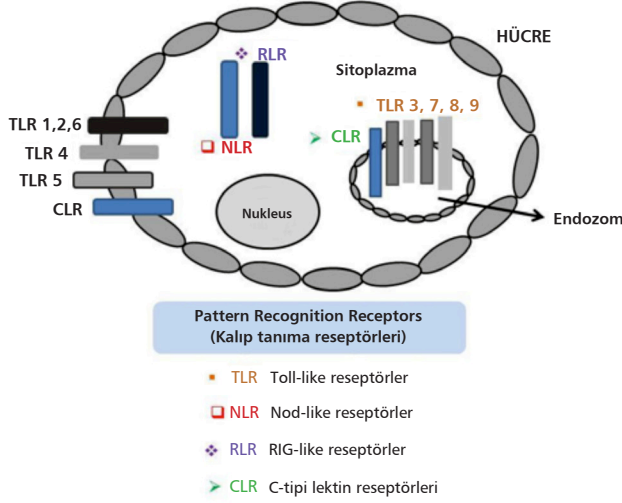 HÜCRE
RLR
Sitoplazma
TLR 3, 7, 8, 9
TLR 1,2,6
CLR
NLR
TLR 4
TLR 5
CLR
Nukleus
Endozom
Pattern Recognition Receptors
(Kalıp tanıma reseptörleri)
TLR Toll-like reseptörler
NLR Nod-like reseptörler
RLR RIG-like reseptörler
CLR C-tipi lektin reseptörleri